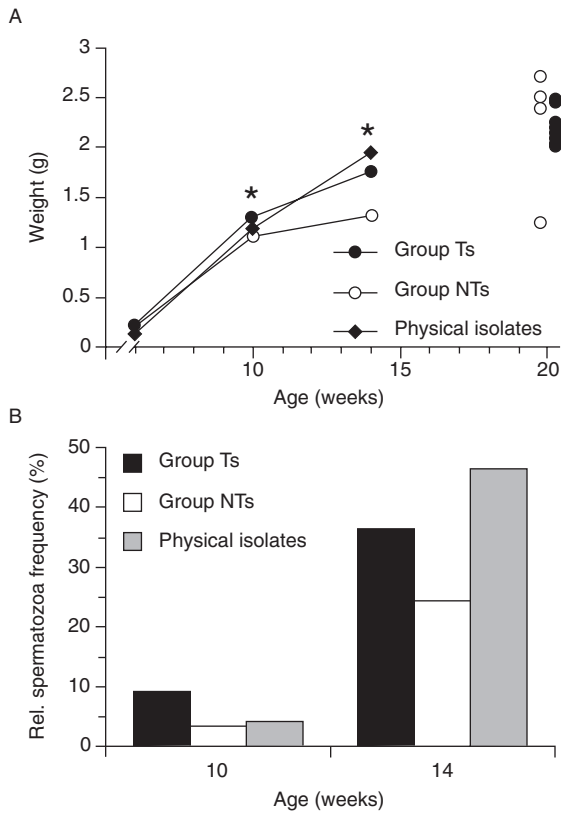 A
3
2.5
2
1.5
1
0.5
0
Weight (g)
*
*
Group Ts
Group NTs
Physical isolates
10
15
20
Age (weeks)
B
50
40
30
20
10
0
Rel. spermatozoa frequency (%)
Group Ts
Group NTs
Physical isolates
10
14
Age (weeks)